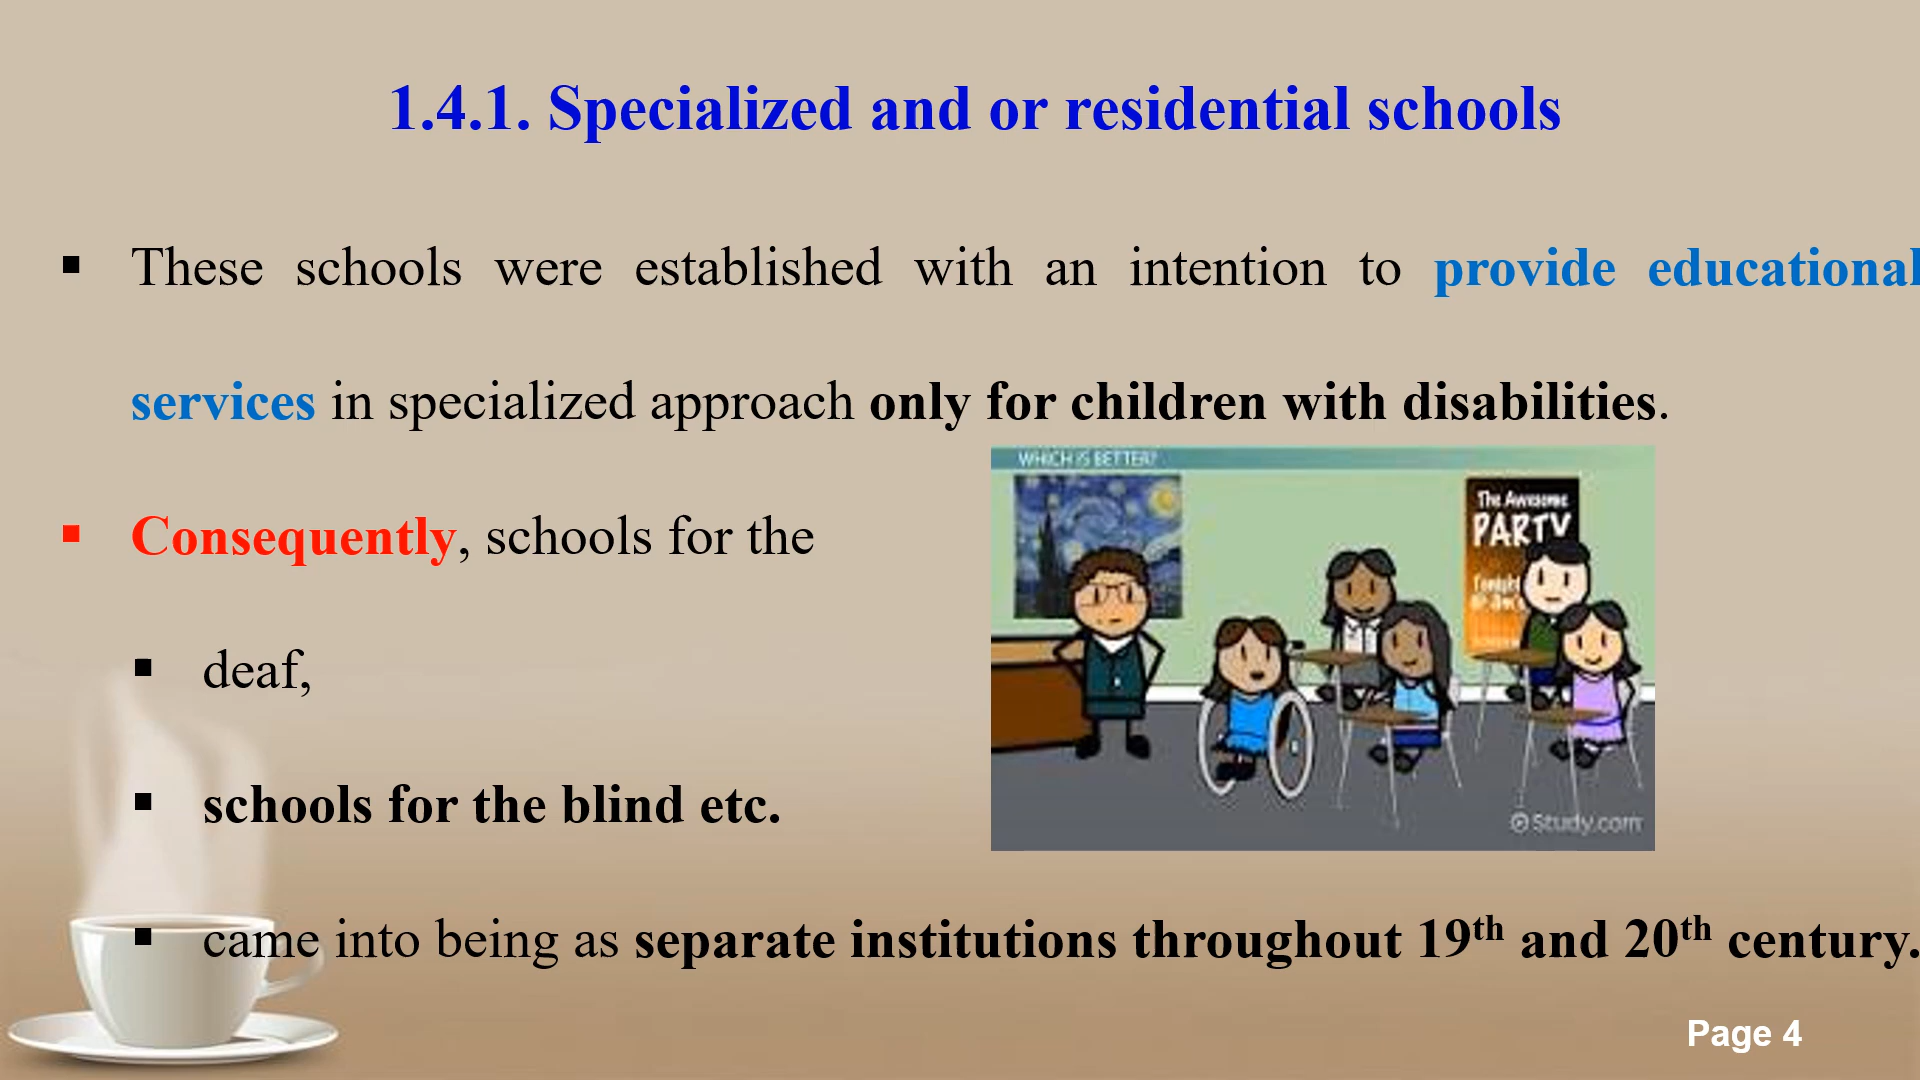 1.4.1. Specialized and or residential schools
▪ These schools were established with an intention to provide educational
services in specialized approach only for children with disabilities.
WHICH IS BETTER?
The Awesome
PARTY
Tonight
▪ Consequently, schools for the
▪ deaf,
▪ schools for the blind etc.
Study.com
▪ came into being as separate institutions throughout 19th and 20th century.
Page 4